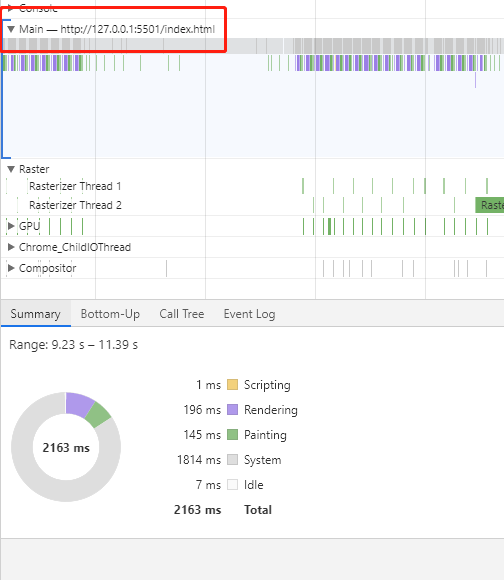 Console
Main — http://127.0.0.1:5501/index.html
Raster
Rasterizer Thread 1
Rasterizer Thread 2
Raste
GPU
Chrome_ChildIOThread
Compositor
Summary Bottom-Up Call Tree Event Log
Range: 9.23 s – 11.39 s
1 ms Scripting
196 ms Rendering
145 ms Painting
2163 ms
1814 ms System
7 ms Idle
2163 ms Total